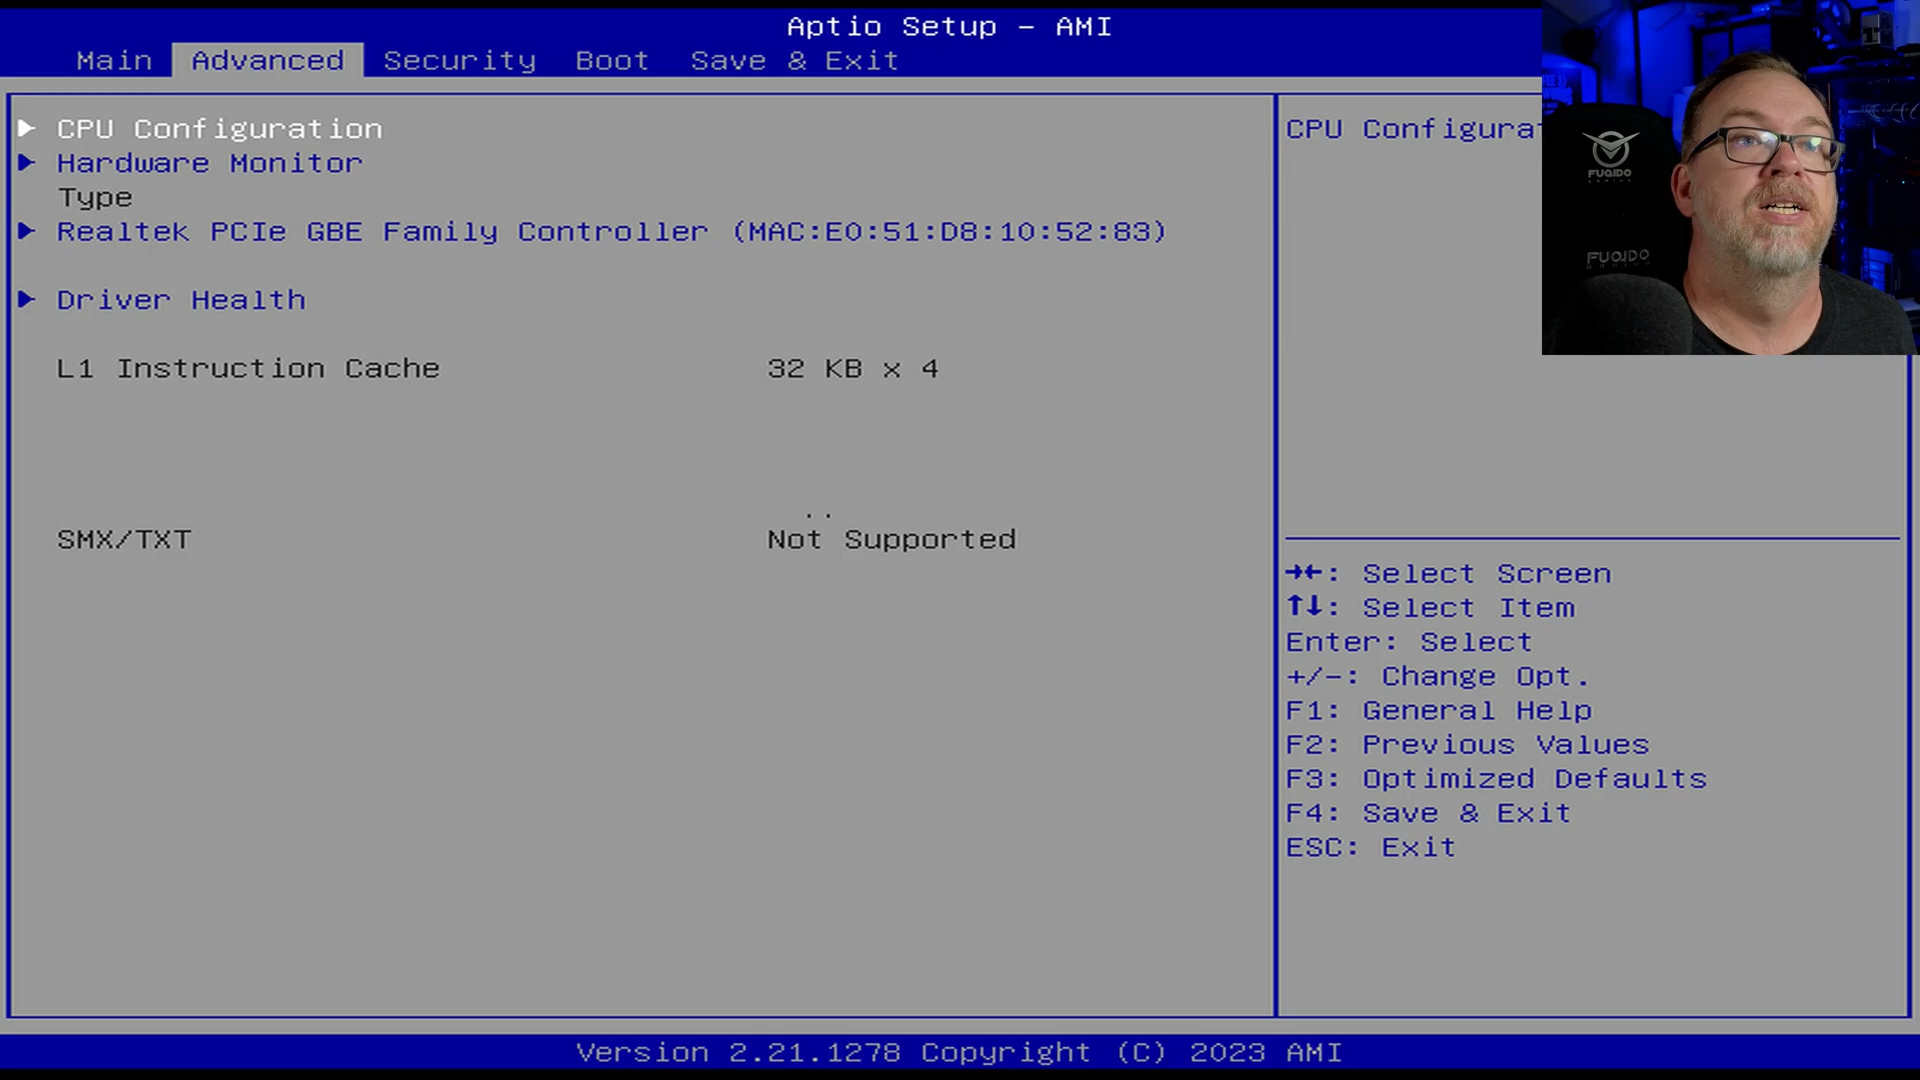 Aptio Setup - AMI
Main Advanced Security Boot Save & Exit
CPU Configuration
Hardware Monitor
Type
Realtek PCIe GBE Family Controller (MAC:E0:51:D8:10:52:83)
Driver Health
L1 Instruction Cache 32 KB x 4
SMX/TXT Not Supported
CPU Configurat
→←: Select Screen
↑↓: Select Item
Enter: Select
+/-: Change Opt.
F1: General Help
F2: Previous Values
F3: Optimized Defaults
F4: Save & Exit
ESC: Exit
FUQIDO
FUQIDO
Version 2.21.1278 Copyright (C) 2023 AMI